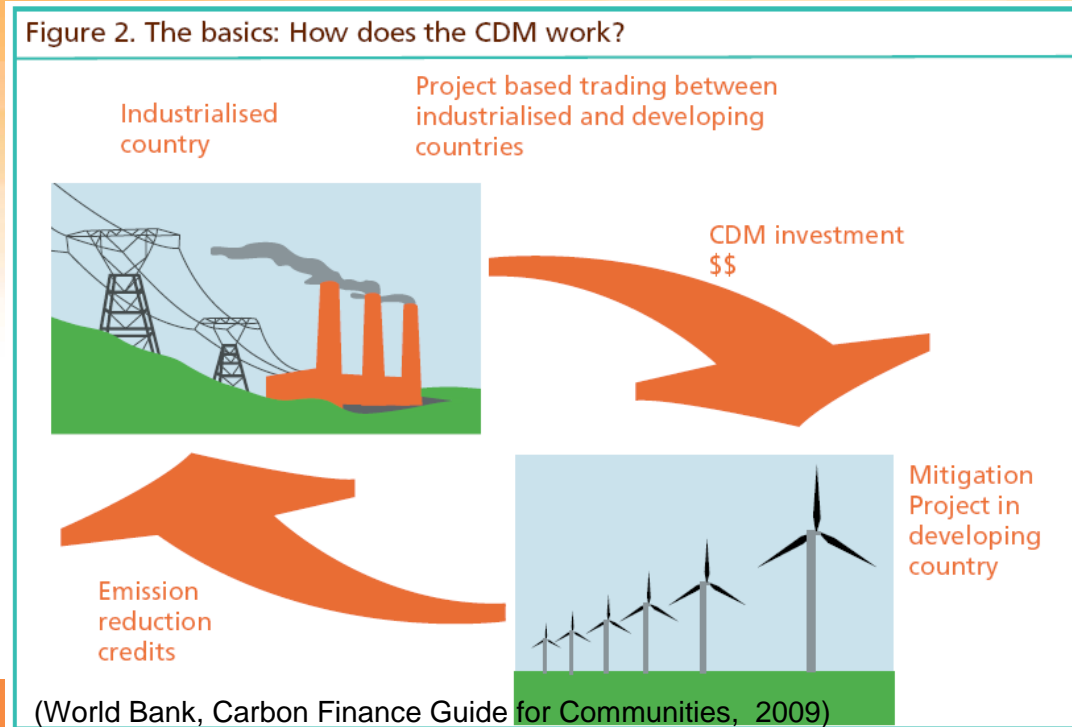 Figure 2. The basics: How does the CDM work?
Industrialised
country
Project based trading between
industrialised and developing
countries
CDM investment
$$
Mitigation
Project in
developing
country
Emission
reduction
credits
(World Bank, Carbon Finance Guide for Communities, 2009)